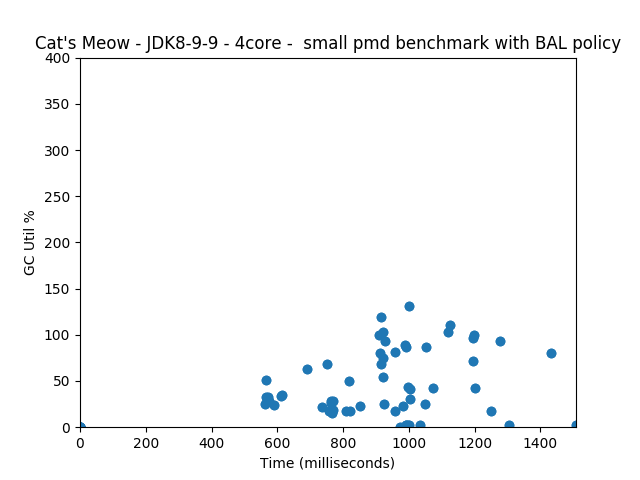 Cat's Meow - JDK8-9-9 - 4core -  small pmd benchmark with BAL policy
400
350
300
250
200
150
100
50
0
GC Util %
0 200 400 600 800 1000 1200 1400
Time (milliseconds)